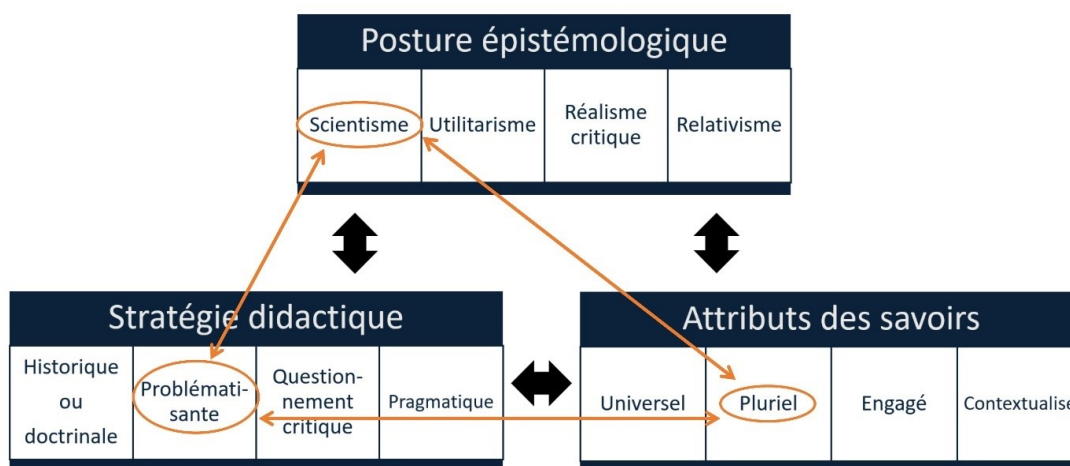 Posture épistémologique
Scientisme
Utilitarisme
Réalisme
critique
Relativisme
Stratégie didactique
Historique
ou
doctrinale
Problémati-
sante
Question-
nement
critique
Pragmatique
Attributs des savoirs
Universel
Pluriel
Engagé
Contextualisé